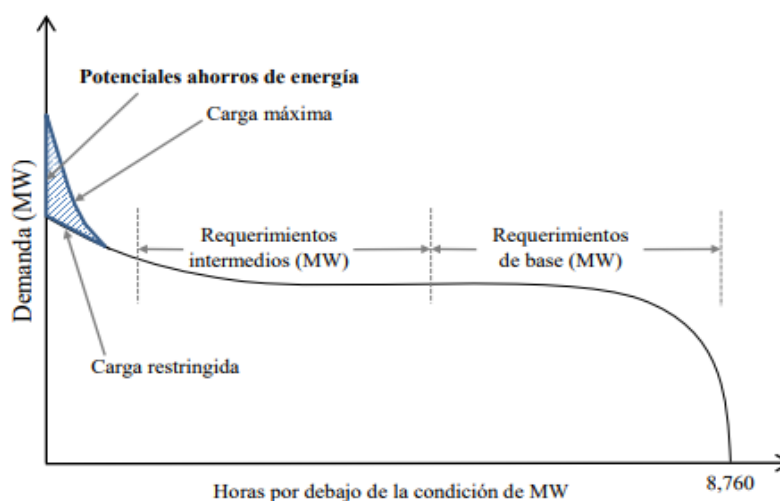 Potenciales ahorros de energía
Carga máxima
Demanda (MW)
Requerimientos
intermedios (MW)
Requerimientos
de base (MW)
Carga restringida
8,760
Horas por debajo de la condición de MW